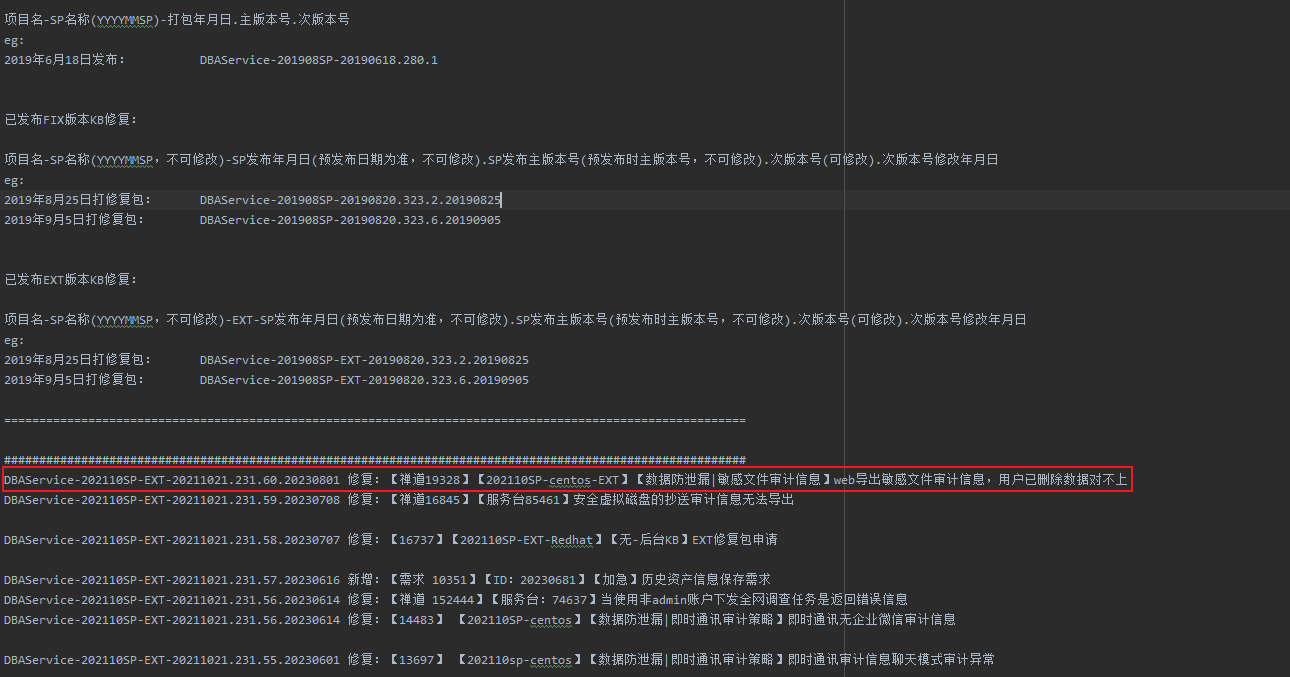 项目名-SP名称(YYYYMMSP)-打包年月日.主版本号.次版本号
eg:
2019年6月18日发布: DBAService-201908SP-20190618.280.1
已发布FIX版本KB修复:
项目名-SP名称(YYYYMMSP，不可修改)-SP发布年月日(预发布日期为准，不可修改).SP发布主版本号(预发布时主版本号，不可修改).次版本号(可修改).次版本号修改年月日
eg:
2019年8月25日打修复包: DBAService-201908SP-20190820.323.2.20190825
2019年9月5日打修复包: DBAService-201908SP-20190820.323.6.20190905
已发布EXT版本KB修复:
项目名-SP名称(YYYYMMSP，不可修改)-EXT-SP发布年月日(预发布日期为准，不可修改).SP发布主版本号(预发布时主版本号，不可修改).次版本号(可修改).次版本号修改年月日
eg:
2019年8月25日打修复包: DBAService-201908SP-EXT-20190820.323.2.20190825
2019年9月5日打修复包: DBAService-201908SP-EXT-20190820.323.6.20190905
==========================================================================================================
##########################################################################################################
DBAService-202110SP-EXT-20211021.231.60.20230801 修复: 【禅道19328】【202110SP-centos-EXT】【数据防泄漏|敏感文件审计信息】web导出敏感文件审计信息，用户已删除数据对不上
DBAService-202110SP-EXT-20211021.231.59.20230708 修复: 【禅道16845】【服务台85461】安全虚拟磁盘的抄送审计信息无法导出
DBAService-202110SP-EXT-20211021.231.58.20230707 修复: 【16737】【202110SP-EXT-Redhat】【无-后台KB】EXT修复包申请
DBAService-202110SP-EXT-20211021.231.57.20230616 新增: 【需求 10351】【ID: 20230681】【加急】历史资产信息保存需求
DBAService-202110SP-EXT-20211021.231.56.20230614 修复: 【禅道 152444】【服务台: 74637】当使用非admin账户下发全网调查任务是返回错误信息
DBAService-202110SP-EXT-20211021.231.56.20230614 修复: 【14483】 【202110SP-centos】【数据防泄漏|即时通讯审计策略】即时通讯无企业微信审计信息
DBAService-202110SP-EXT-20211021.231.55.20230601 修复: 【13697】 【202110sp-centos】【数据防泄漏|即时通讯审计策略】即时通讯审计信息聊天模式审计异常